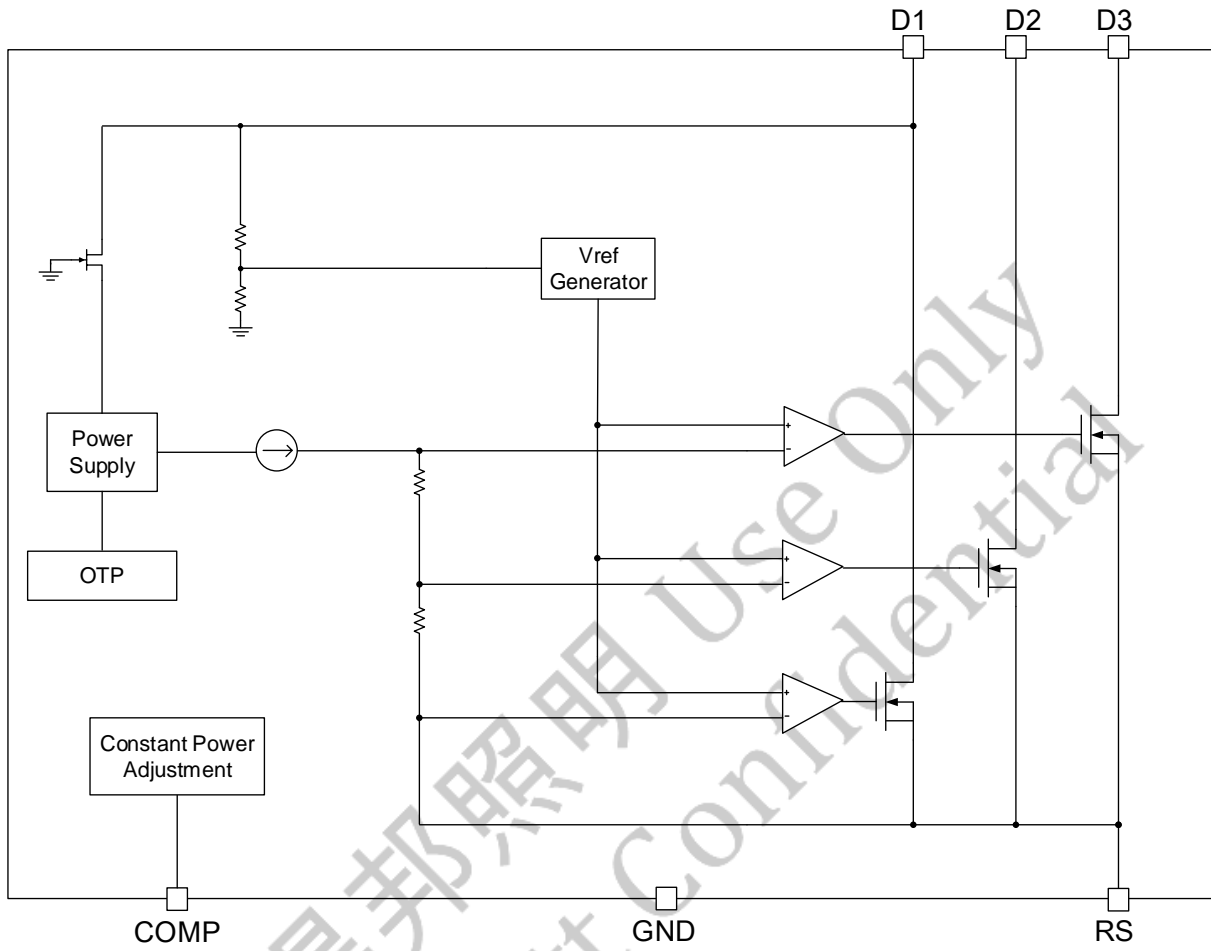 D1 D2 D3
Vref
Generator
+
-
Power
Supply
+
-
OTP
+
-
Constant Power
Adjustment
COMP GND RS
邦照明 Use Only
Confidential